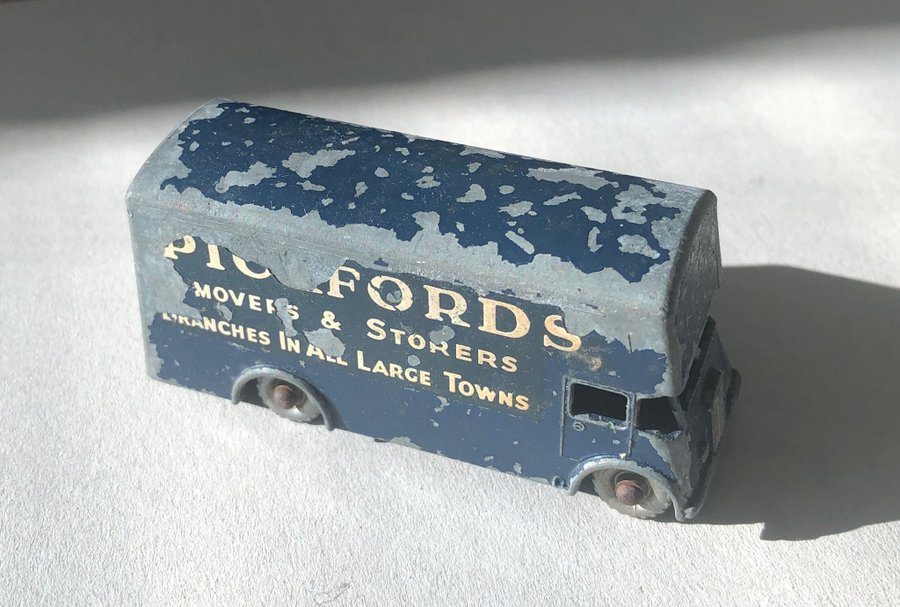 PICKFORDS
MOVERS & STORERS
BRANCHES IN ALL LARGE TOWNS